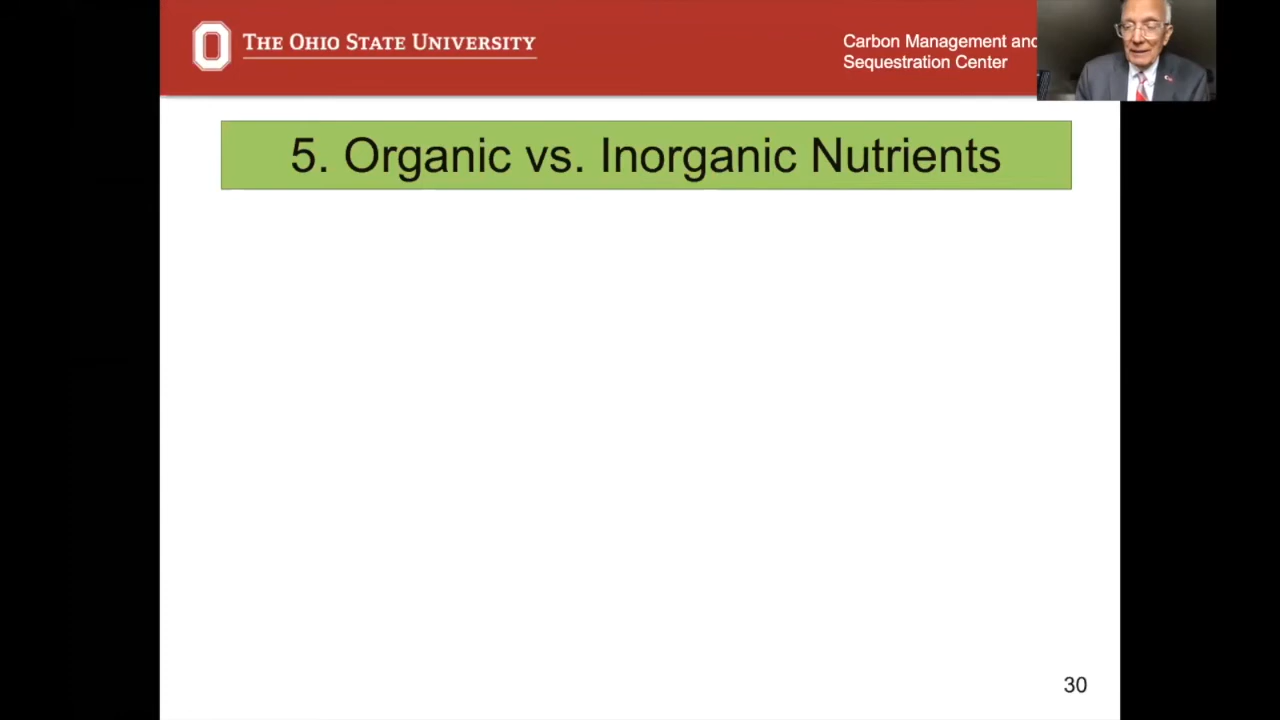 THE OHIO STATE UNIVERSITY
Carbon Management and
Sequestration Center
5. Organic vs. Inorganic Nutrients
30